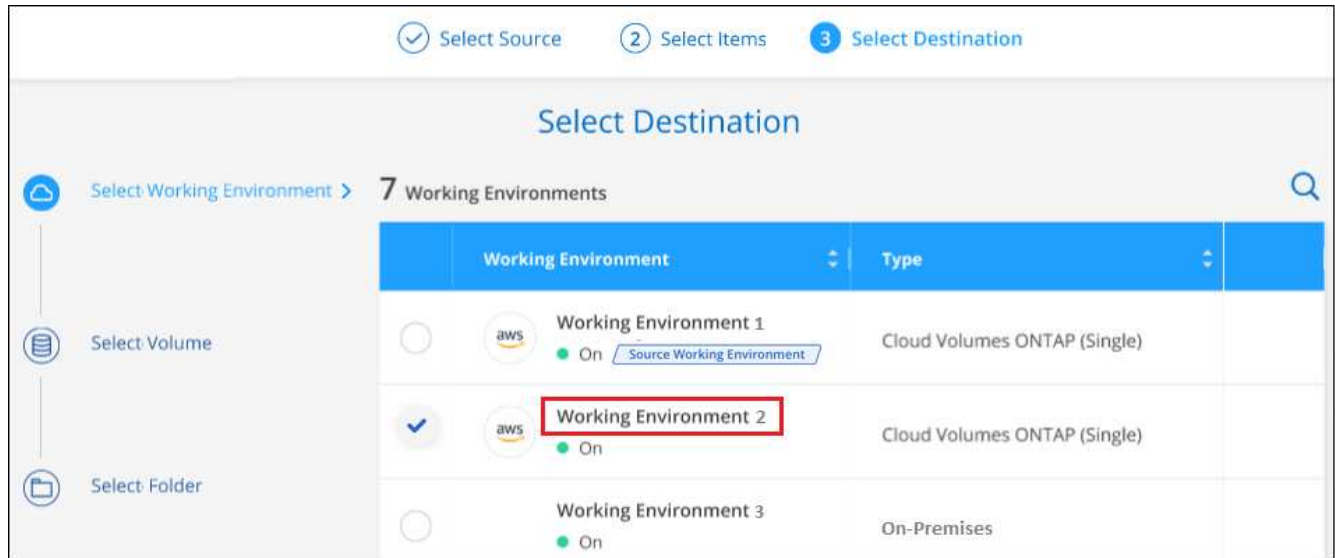 Select Source 2 Select Items 3 Select Destination
Select Destination
Select Working Environment
7 Working Environments
Working Environment Type
aws Working Environment 1 Cloud Volumes ONTAP (Single)
On Source Working Environment
Select Volume
aws Working Environment 2 Cloud Volumes ONTAP (Single)
On
Select Folder
Working Environment 3 On-Premises
On